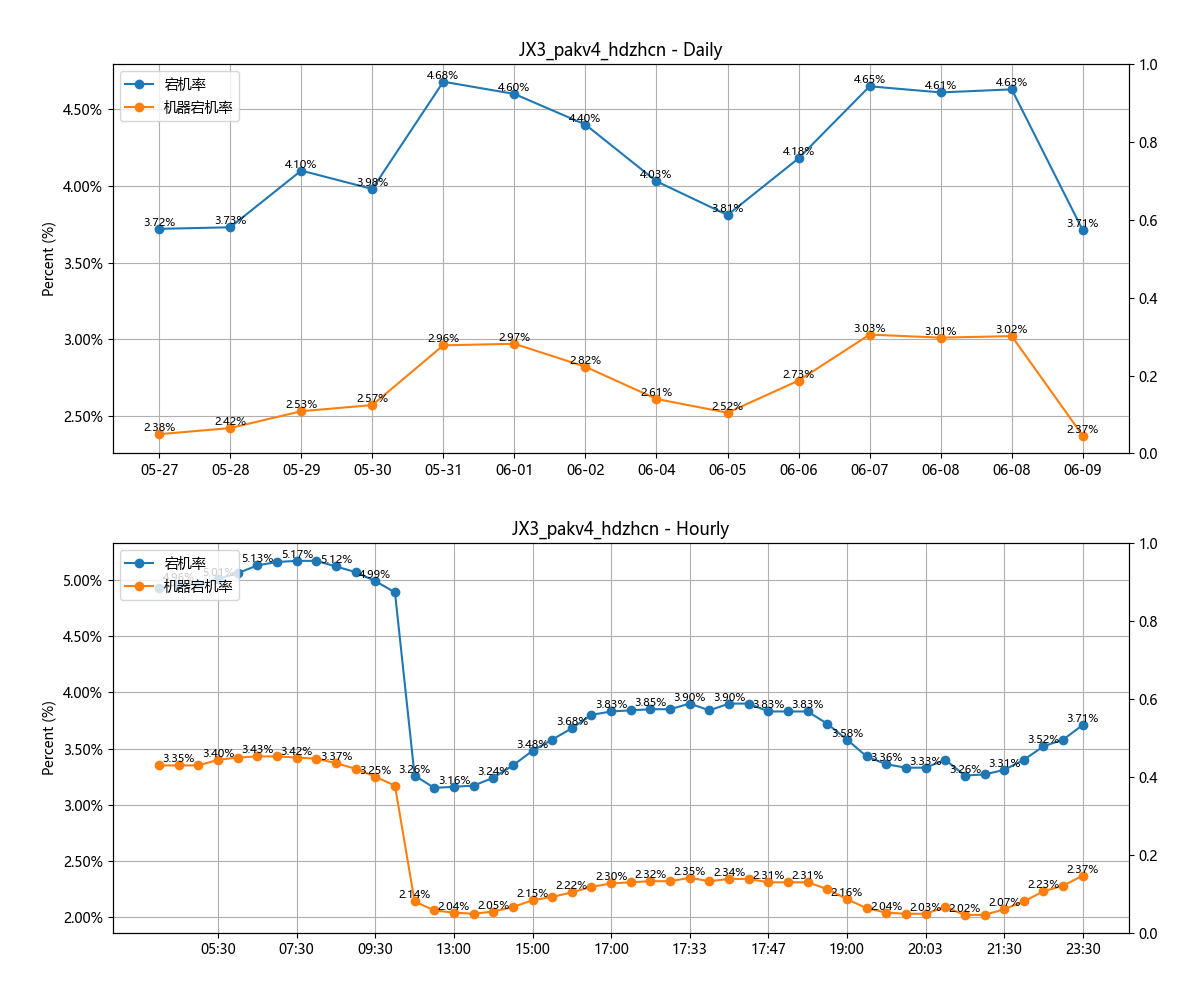 JX3_pakv4_hdzhcn - Daily
宕机率
机器宕机率
Percent (%)
4.50%
4.00%
3.50%
3.00%
2.50%
1.0
0.8
0.6
0.4
0.2
0.0
3.72% 3.73% 4.10% 3.98% 4.68% 4.60% 4.40% 4.03% 3.81% 4.18% 4.65% 4.61% 4.63% 3.71%
2.38% 2.42% 2.53% 2.57% 2.96% 2.97% 2.82% 2.61% 2.52% 2.73% 3.03% 3.01% 3.02% 2.37%
05-27 05-28 05-29 05-30 05-31 06-01 06-02 06-04 06-05 06-06 06-07 06-08 06-08 06-09
JX3_pakv4_hdzhcn - Hourly
宕机率
机器宕机率
Percent (%)
5.00%
4.50%
4.00%
3.50%
3.00%
2.50%
2.00%
1.0
0.8
0.6
0.4
0.2
0.0
5.01% 5.13% 5.17% 5.12% 4.99% 3.26% 3.16% 3.24% 3.48% 3.68% 3.83% 3.85% 3.90% 3.90% 3.83% 3.83% 3.58% 3.36% 3.33% 3.26% 3.31% 3.52% 3.71%
3.35% 3.40% 3.43% 3.42% 3.37% 3.25% 2.14% 2.04% 2.05% 2.15% 2.22% 2.30% 2.32% 2.35% 2.34% 2.31% 2.31% 2.16% 2.04% 2.03% 2.02% 2.07% 2.23% 2.37%
05:30 07:30 09:30 13:00 15:00 17:00 17:33 17:47 19:00 20:03 21:30 23:30